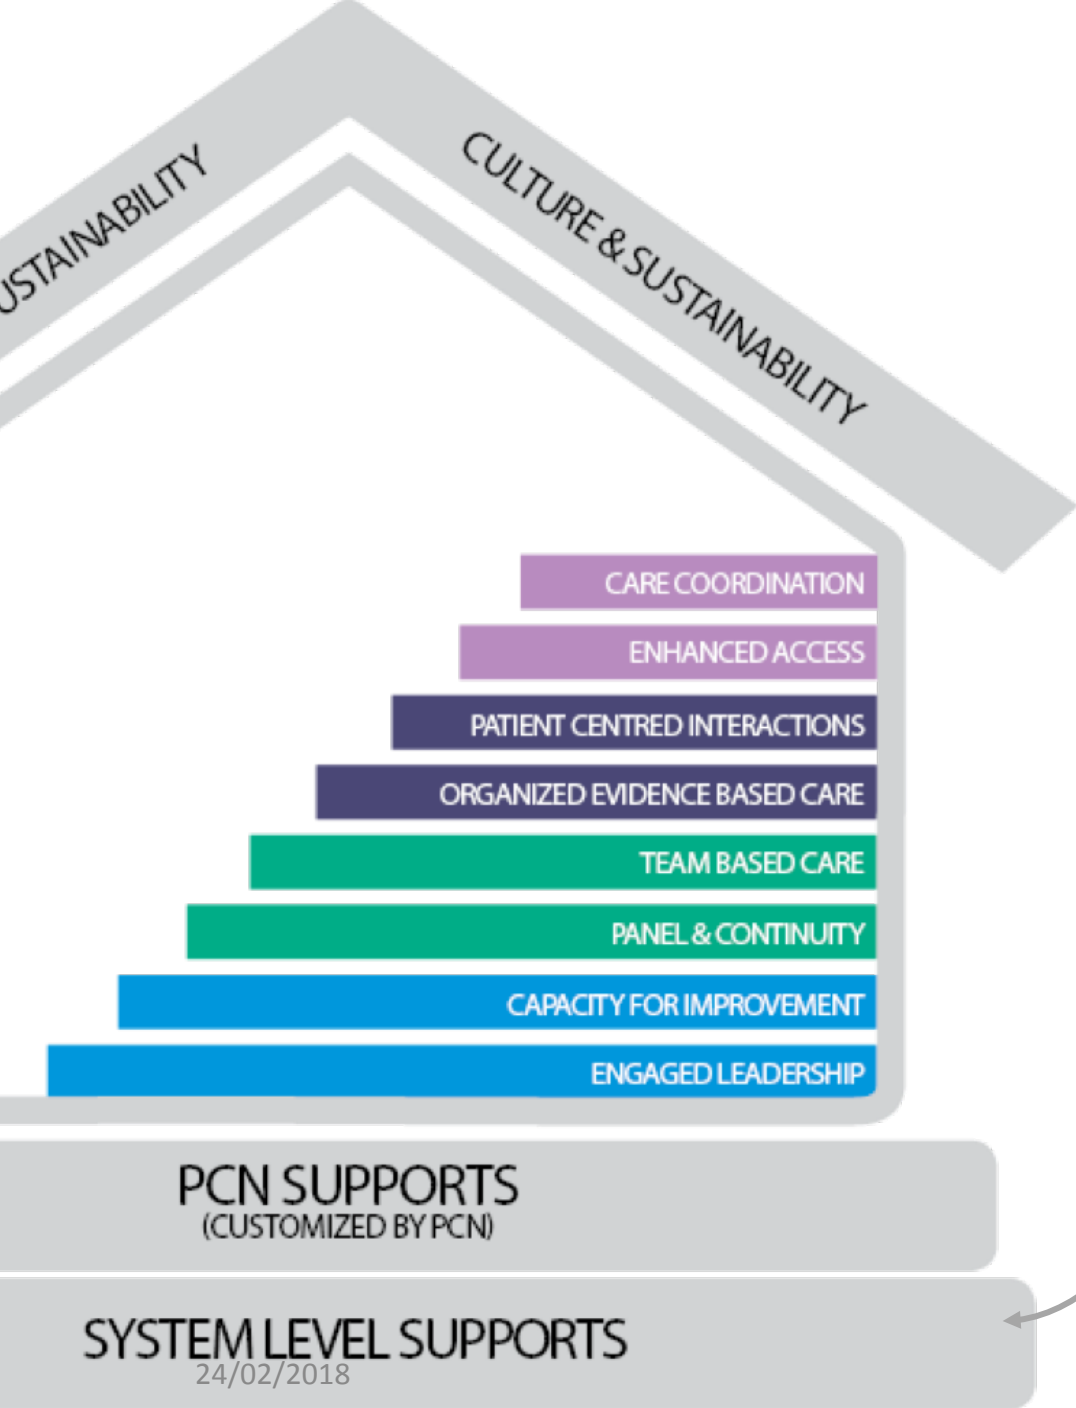 USTAINABILITY
CULTURE & SUSTAINABILITY
CARE COORDINATION
ENHANCED ACCESS
PATIENT CENTRED INTERACTIONS
ORGANIZED EVIDENCE BASED CARE
TEAM BASED CARE
PANEL & CONTINUITY
CAPACITY FOR IMPROVEMENT
ENGAGED LEADERSHIP
PCN SUPPORTS
(CUSTOMIZED BY PCN)
SYSTEM LEVEL SUPPORTS
24/02/2018